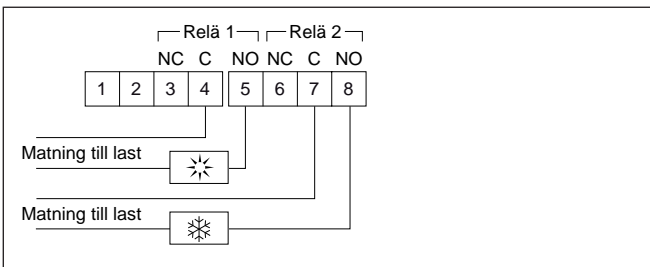 Relä 1 Relä 2
NC C NO NC C NO
1 2 3 4 5 6 7 8
Matning till last
Matning till last